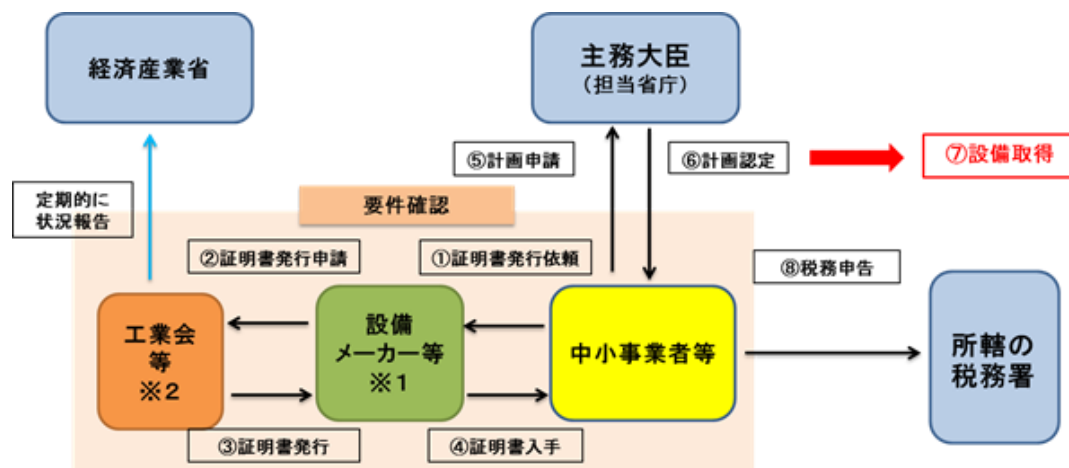 経済産業省
主務大臣
（担当省庁）
⑤計画申請
⑥計画認定
⑦設備取得
定期的に
状況報告
要件確認
②証明書発行申請
①証明書発行依頼
⑧税務申告
工業会
等
※2
設備
メーカー等
※1
中小事業者等
所轄の
税務署
③証明書発行
④証明書入手